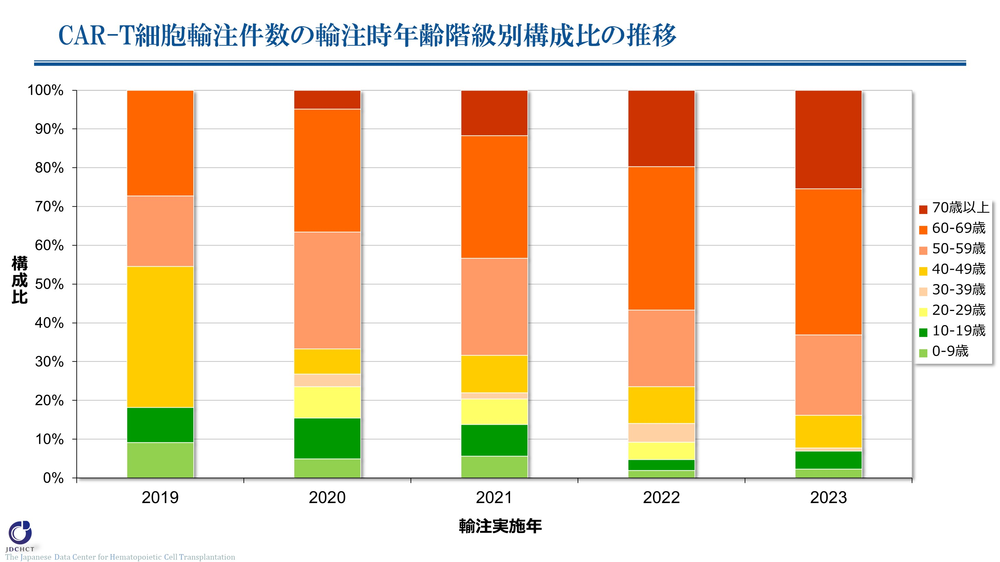 CAR-T細胞輸注件数の輸注時年齢階級別構成比の推移
100%
90%
80%
70%
60%
50%
40%
30%
20%
10%
0%
構成比
2019
2020
2021
2022
2023
輸注実施年
70歳以上
60-69歳
50-59歳
40-49歳
30-39歳
20-29歳
10-19歳
0-9歳
JDCHCT
The Japanese Data Center for Hematopoietic Cell Transplantation